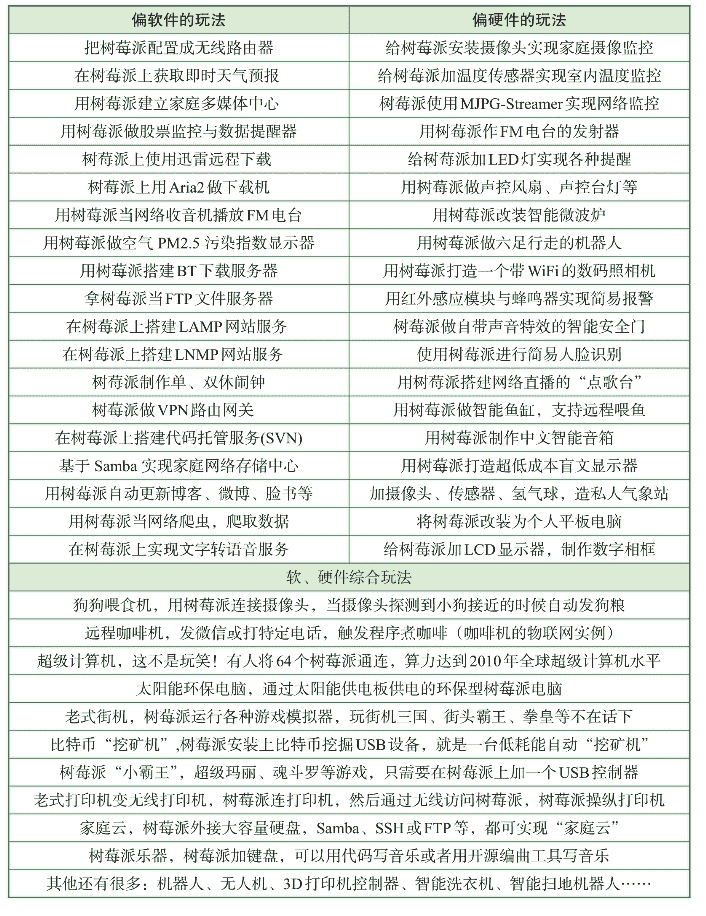 偏软件的玩法 偏硬件的玩法
把树莓派配置成无线路由器 给树莓派安装摄像头实现家庭摄像监控
在树莓派上获取即时天气预报 给树莓派加温度传感器实现室内温度监控
用树莓派建立家庭多媒体中心 树莓派使用MJPG-Streamer实现网络监控
用树莓派做股票监控与数据提醒器 用树莓派作FM电台的发射器
树莓派上使用迅雷远程下载 给树莓派加LED灯实现各种提醒
树莓派上用Aria2做下载机 用树莓派做声控风扇、声控台灯等
用树莓派当网络收音机播放FM电台 用树莓派改装智能微波炉
用树莓派做空气PM2.5污染指数显示器 用树莓派做六足行走的机器人
用树莓派搭建BT下载服务器 用树莓派打造一个带WiFi的数码照相机
拿树莓派当FTP文件服务器 用红外感应模块与蜂鸣器实现简易报警
在树莓派上搭建LAMP网站服务 树莓派做自带声音特效的智能安全门
在树莓派上搭建LNMP网站服务 使用树莓派进行简易人脸识别
树莓派制作单、双休闹钟 用树莓派搭建网络直播的“点歌台”
树莓派做VPN路由网关 用树莓派做智能鱼缸，支持远程喂鱼
在树莓派上搭建代码托管服务(SVN) 用树莓派制作中文智能音箱
基于Samba实现家庭网络存储中心 用树莓派打造超低成本盲文显示器
用树莓派自动更新博客、微博、脸书等 加摄像头、传感器、氢气球，造私人气象站
用树莓派当网络爬虫，爬取数据 将树莓派改装为个人平板电脑
在树莓派上实现文字转语音服务 给树莓派加LCD显示器，制作数字相框
软、硬件综合玩法
狗狗喂食机，用树莓派连接摄像头，当摄像头探测到小狗接近的时候自动发狗粮
远程咖啡机，发微信或打特定电话，触发程序煮咖啡（咖啡机的物联网实例）
超级计算机，这不是玩笑！有人将64个树莓派通连，算力达到2010年全球超级计算机水平
太阳能环保电脑，通过太阳能供电板供电的环保型树莓派电脑
老式街机，树莓派运行各种游戏模拟器，玩街机三国、街头霸王、拳皇等不在话下
比特币“挖矿机”,树莓派安装上比特币挖掘USB设备，就是一台低耗能自动“挖矿机”
树莓派“小霸王”，超级玛丽、魂斗罗等游戏，只需要在树莓派上加一个USB控制器
老式打印机变无线打印机，树莓派连打印机，然后通过无线访问树莓派，树莓派操纵打印机
家庭云，树莓派外接大容量硬盘，Samba、SSH或FTP等，都可实现“家庭云”
树莓派乐器，树莓派加键盘，可以用代码写音乐或者用开源编曲工具写音乐
其他还有很多：机器人、无人机、3D打印机控制器、智能洗衣机、智能扫地机器人……